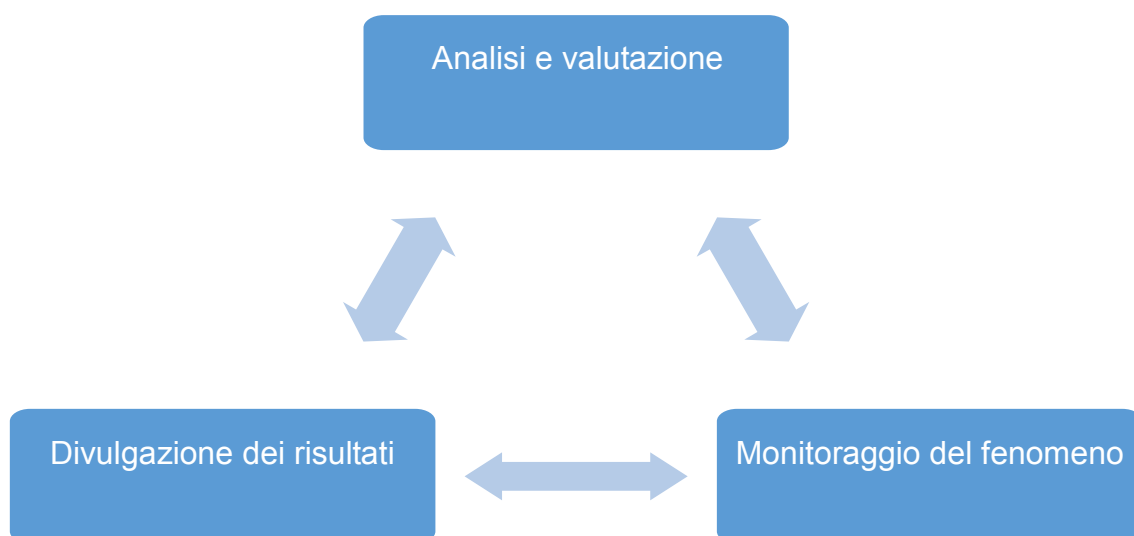 Analisi e valutazione
Divulgazione dei risultati
Monitoraggio del fenomeno